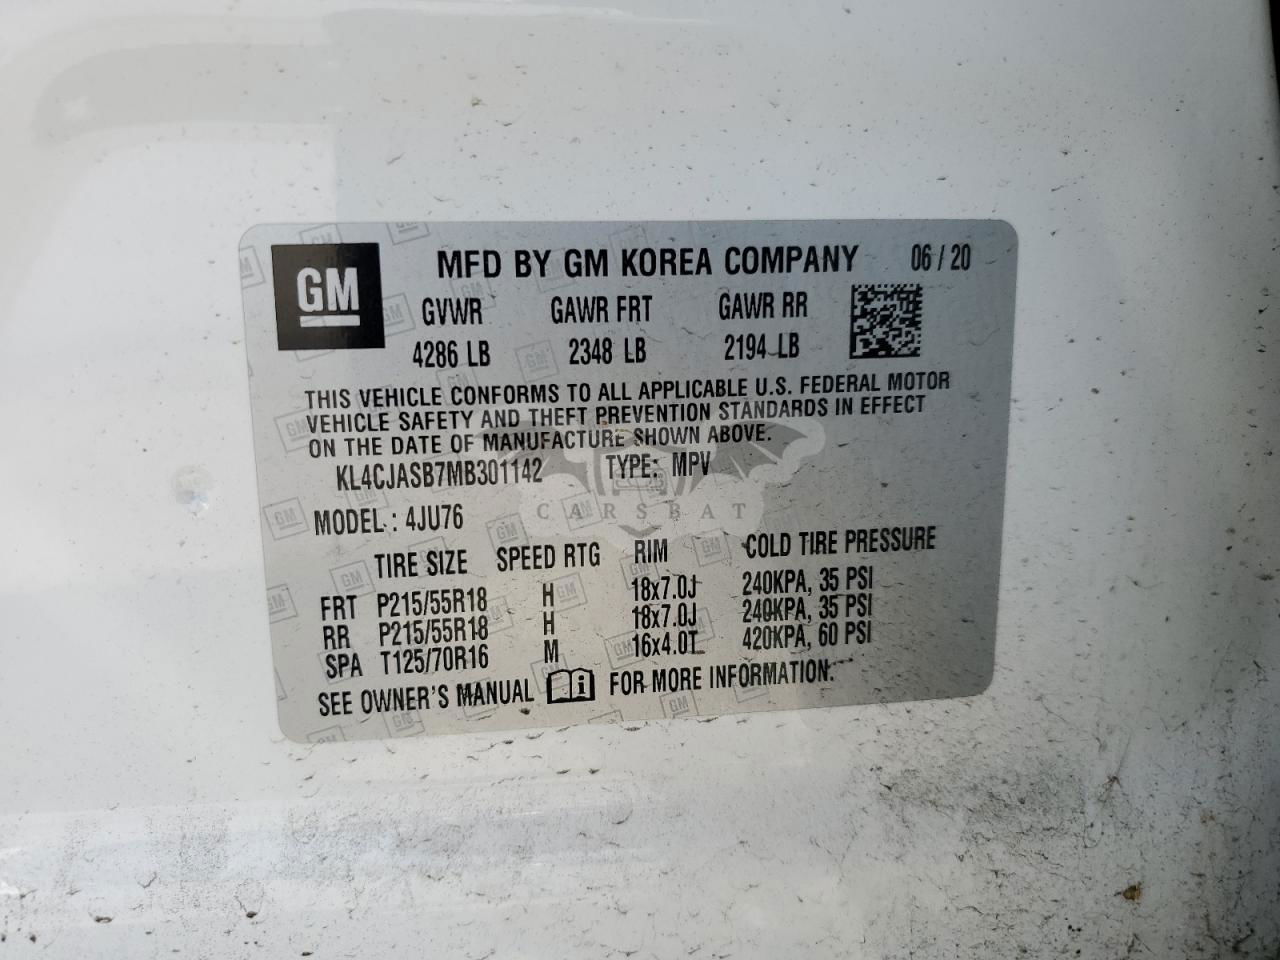 GM
MFD BY GM KOREA COMPANY 06 / 20
GVWR GAWR FRT GAWR RR
4286 LB 2348 LB 2194 LB
THIS VEHICLE CONFORMS TO ALL APPLICABLE U.S. FEDERAL MOTOR
VEHICLE SAFETY AND THEFT PREVENTION STANDARDS IN EFFECT
ON THE DATE OF MANUFACTURE SHOWN ABOVE.
KL4CJASB7MB301142 TYPE: MPV
CARSBAT
MODEL : 4JU76
TIRE SIZE SPEED RTG RIM COLD TIRE PRESSURE
FRT P215/55R18 H 18x7.0J 240KPA, 35 PSI
RR P215/55R18 H 18x7.0J 240KPA, 35 PSI
SPA T125/70R16 M 16x4.0T 420KPA, 60 PSI
SEE OWNER'S MANUAL FOR MORE INFORMATION.